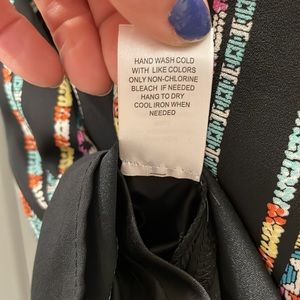 HAND WASH COLD
WITH LIKE COLORS
ONLY NON-CHLORINE
BLEACH IF NEEDED
HANG TO DRY
COOL IRON WHEN
NEEDED